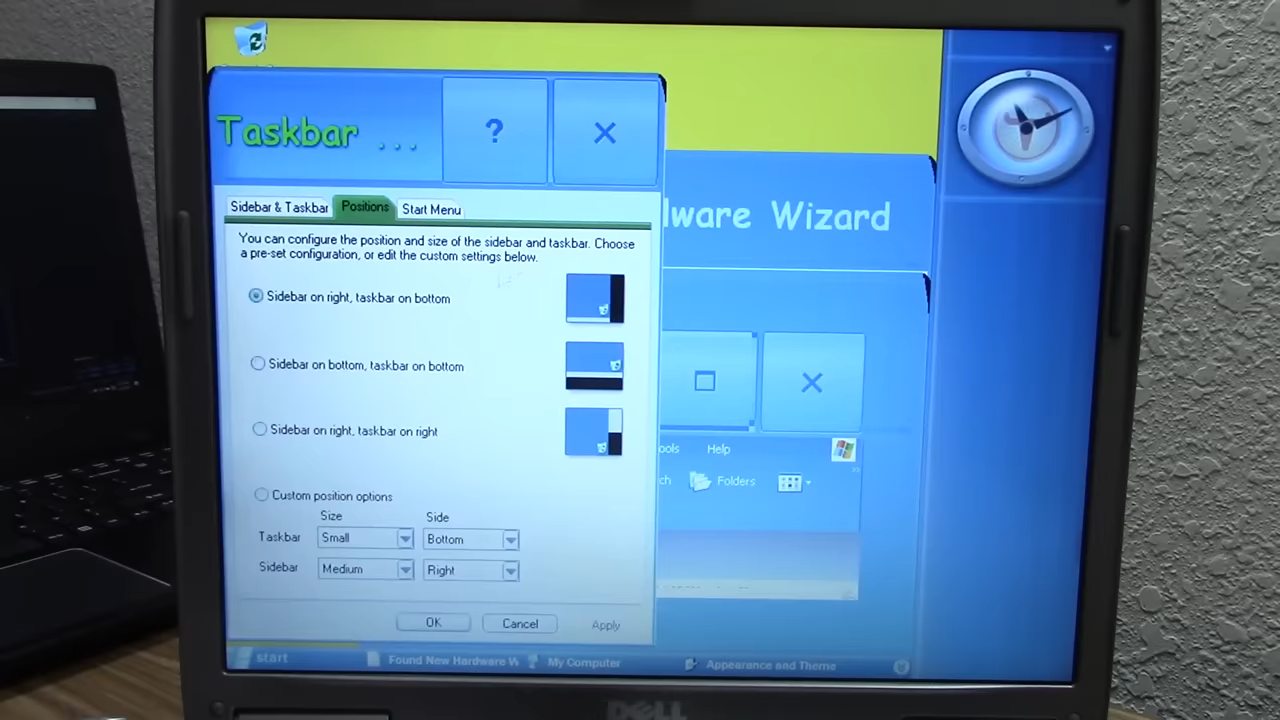 Taskbar ...
?
Sidebar & Taskbar
Positions
Start Menu
You can configure the position and size of the sidebar and taskbar. Choose
a pre-set configuration, or edit the custom settings below.
Sidebar on right, taskbar on bottom
Sidebar on bottom, taskbar on bottom
Sidebar on right, taskbar on right
Custom position options
Size
Side
Taskbar
Small
Bottom
Sidebar
Medium
Right
OK
Cancel
Apply
dware Wizard
ools
Help
ch
Folders
start
Found New Hardware W
My Computer
Appearance and Theme
DELL